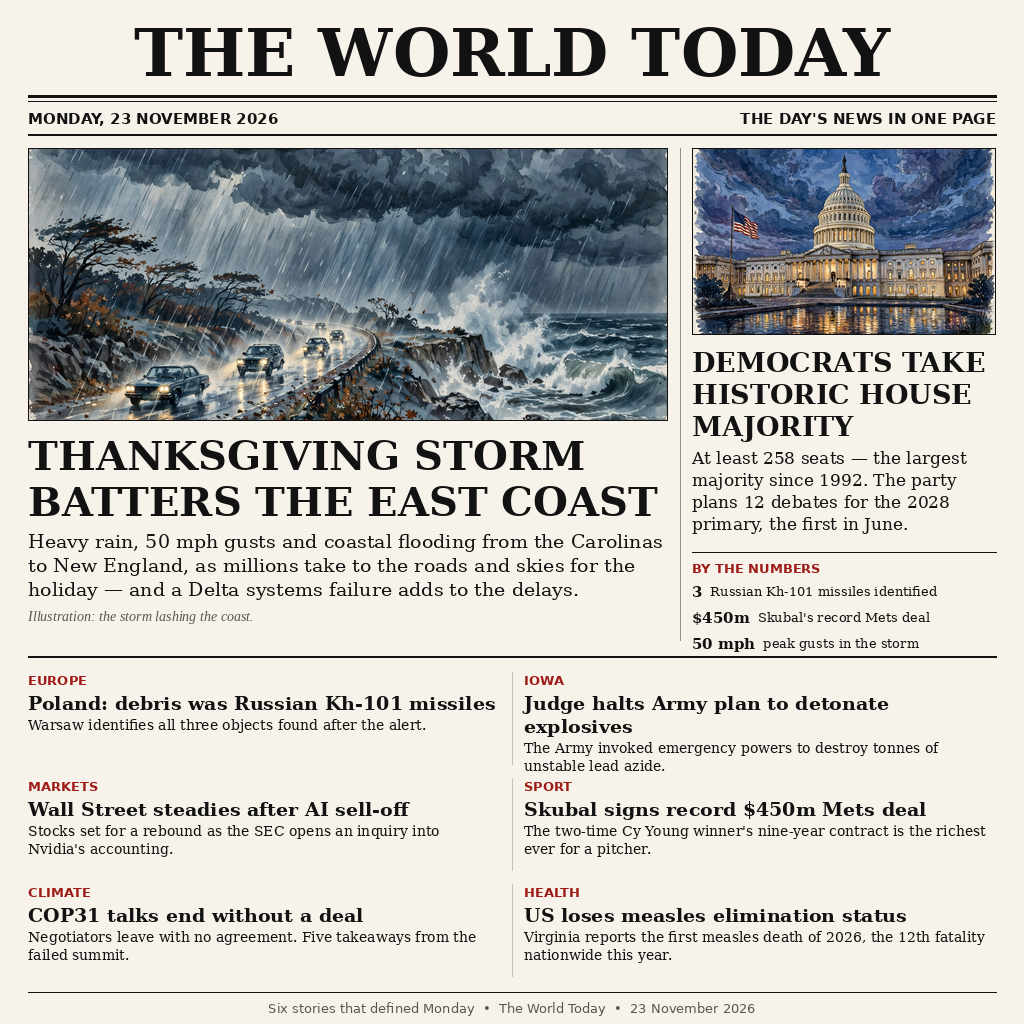 THE WORLD TODAY
MONDAY, 23 NOVEMBER 2026
THE DAY'S NEWS IN ONE PAGE
THANKSGIVING STORM
BATTERS THE EAST COAST
Heavy rain, 50 mph gusts and coastal flooding from the Carolinas
to New England, as millions take to the roads and skies for the
holiday — and a Delta systems failure adds to the delays.
Illustration: the storm lashing the coast.
DEMOCRATS TAKE
HISTORIC HOUSE
MAJORITY
At least 258 seats — the largest
majority since 1992. The party
plans 12 debates for the 2028
primary, the first in June.
BY THE NUMBERS
3 Russian Kh-101 missiles identified
$450m Skubal's record Mets deal
50 mph peak gusts in the storm
EUROPE
Poland: debris was Russian Kh-101 missiles
Warsaw identifies all three objects found after the alert.
IOWA
Judge halts Army plan to detonate
explosives
The Army invoked emergency powers to destroy tonnes of
unstable lead azide.
MARKETS
Wall Street steadies after AI sell-off
Stocks set for a rebound as the SEC opens an inquiry into
Nvidia's accounting.
SPORT
Skubal signs record $450m Mets deal
The two-time Cy Young winner's nine-year contract is the richest
ever for a pitcher.
CLIMATE
COP31 talks end without a deal
Negotiators leave with no agreement. Five takeaways from the
failed summit.
HEALTH
US loses measles elimination status
Virginia reports the first measles death of 2026, the 12th fatality
nationwide this year.
Six stories that defined Monday • The World Today • 23 November 2026